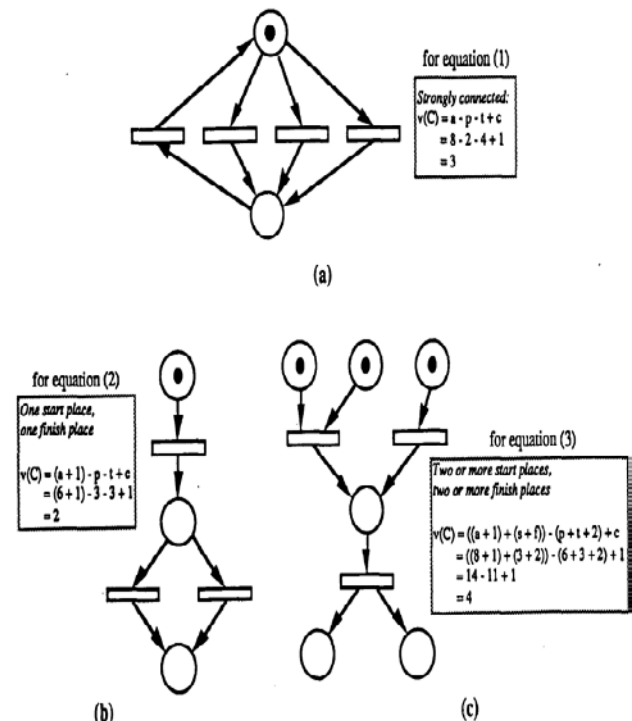 for equation (1)
Strongly connected:
v(C) = a - p - t + c
= 8 - 2 - 4 + 1
= 3
(a)
for equation (2)
One start place,
one finish place
v(C) = (a + 1) - p - t + c
= (6 + 1) - 3 - 3 + 1
= 2
(b)
for equation (3)
Two or more start places,
two or more finish places
v(C) = ((a + 1) + (s + f)) - (p + t + 2) + c
= ((8 + 1) + (3 + 2)) - (6 + 3 + 2) + 1
= 14 - 11 + 1
= 4
(c)